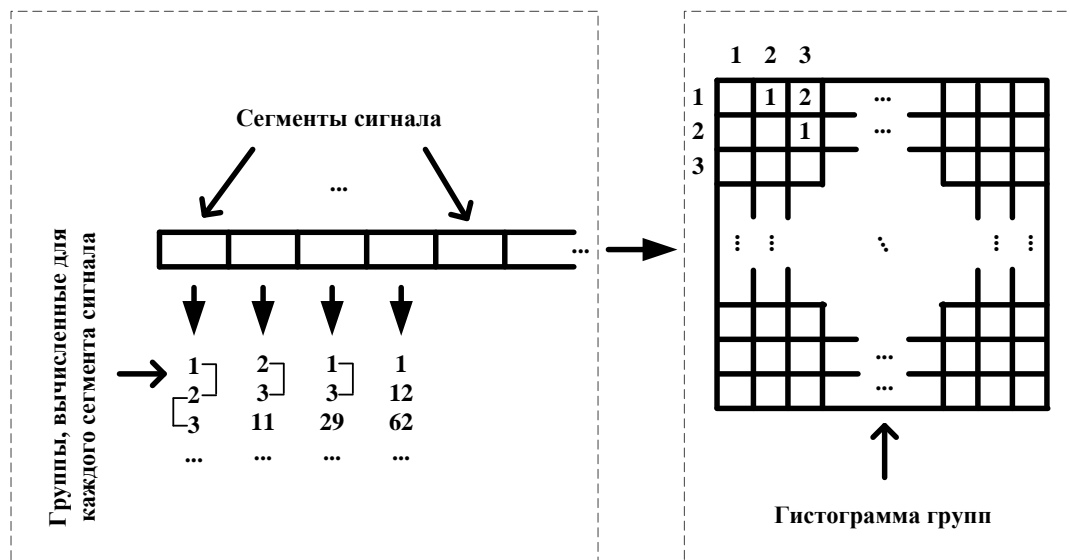 Сегменты сигнала
...
...
Группы, вычисленные для
каждого сегмента сигнала
1 2 1 1
2 3 3 12
3 11 29 62
... ... ... ...
1 2 3
1 1 2 ...
2 1 ...
3
... ... ... ... ...
...
...
Гистограмма групп